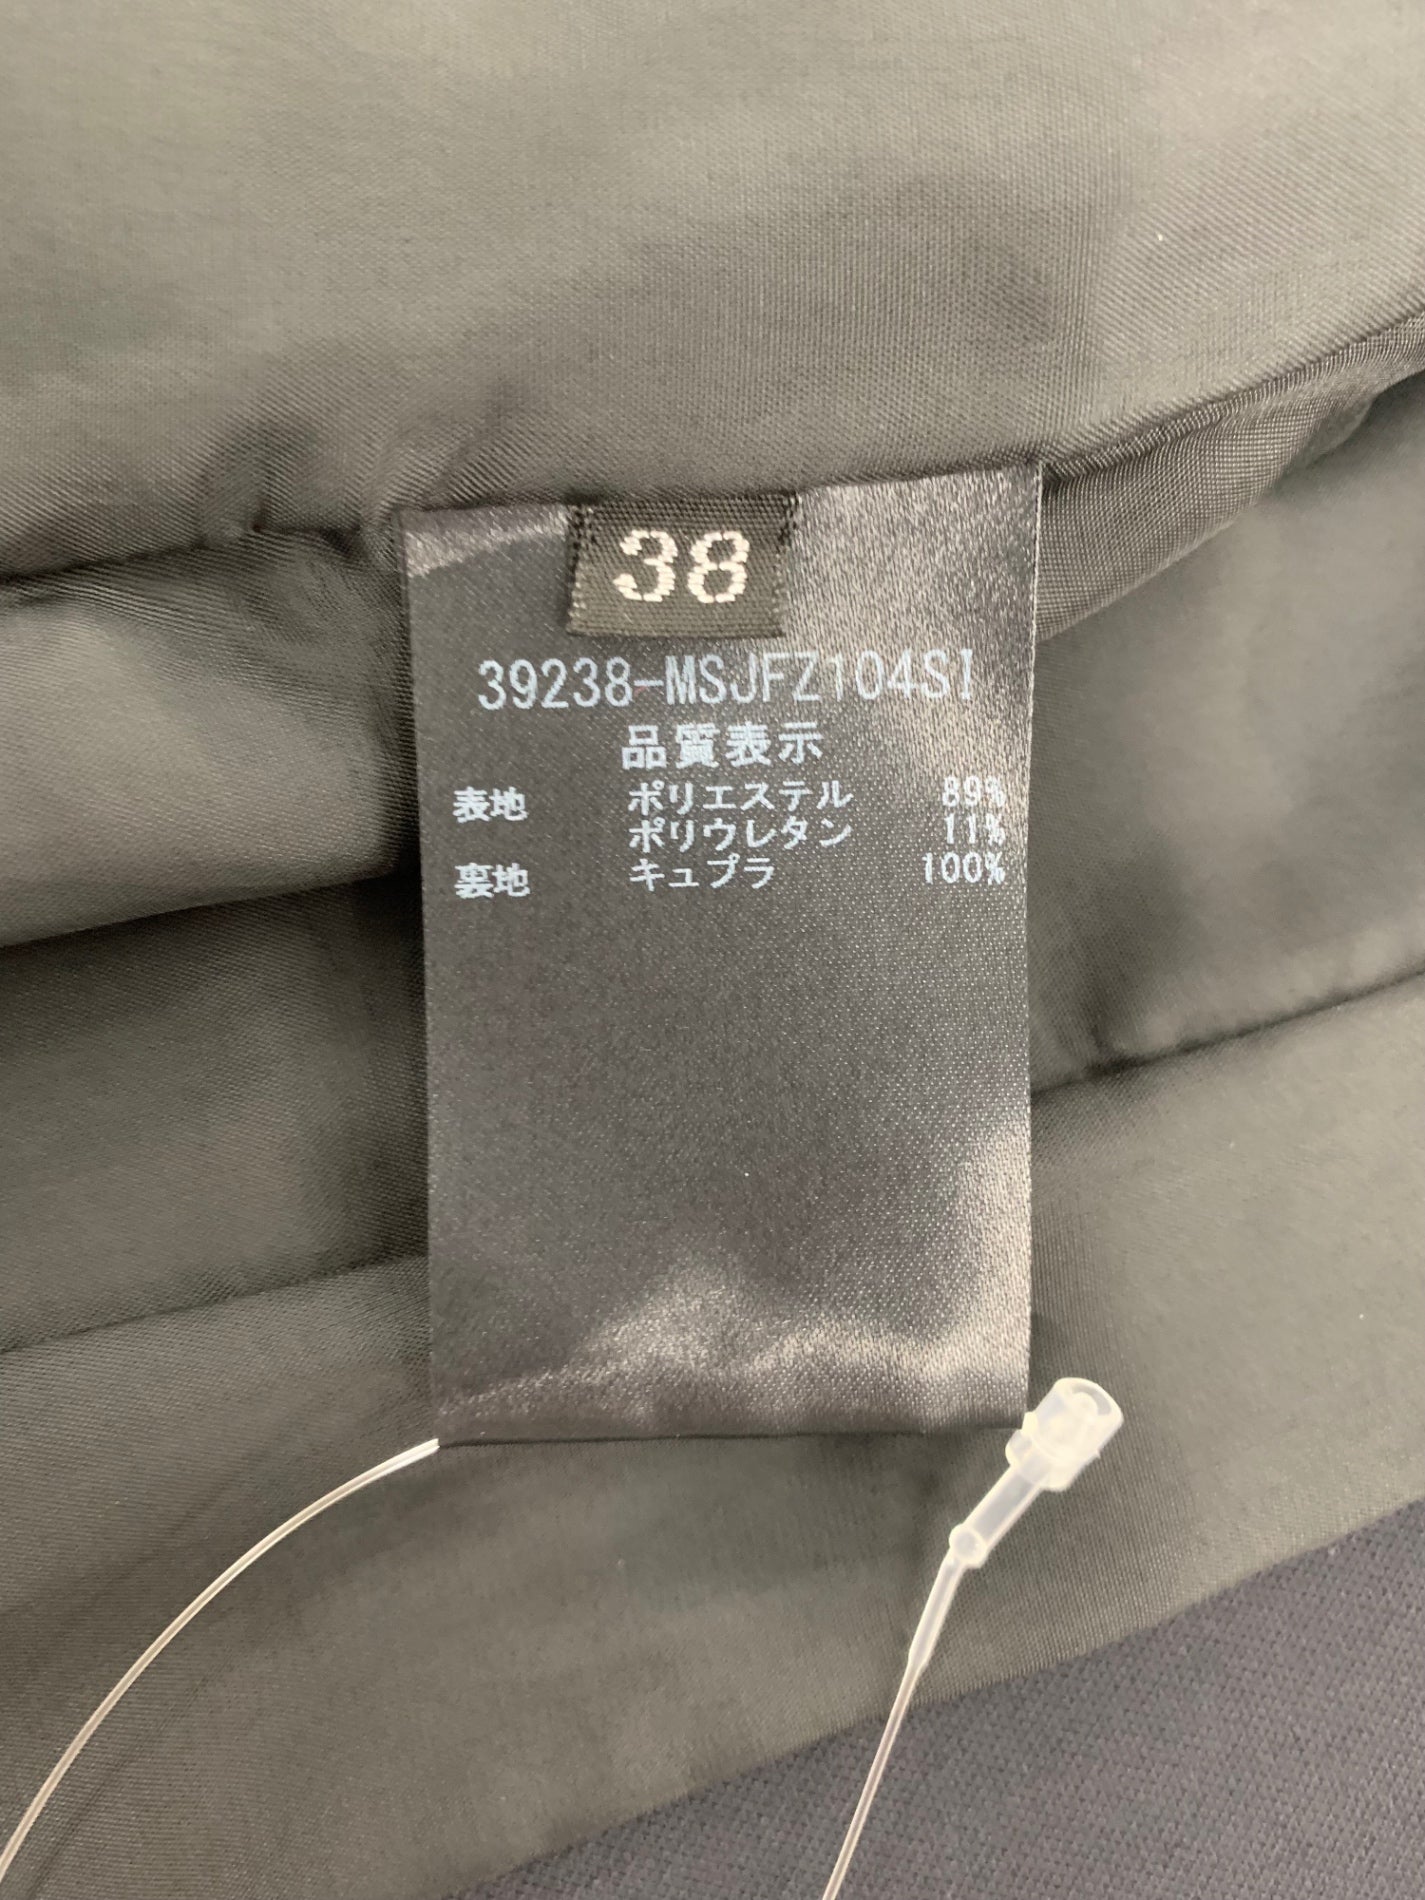 38
39238-MSJFZ104SI
品質表示
表地 ポリエステル 89%
ポリウレタン 11%
裏地 キュプラ 100%